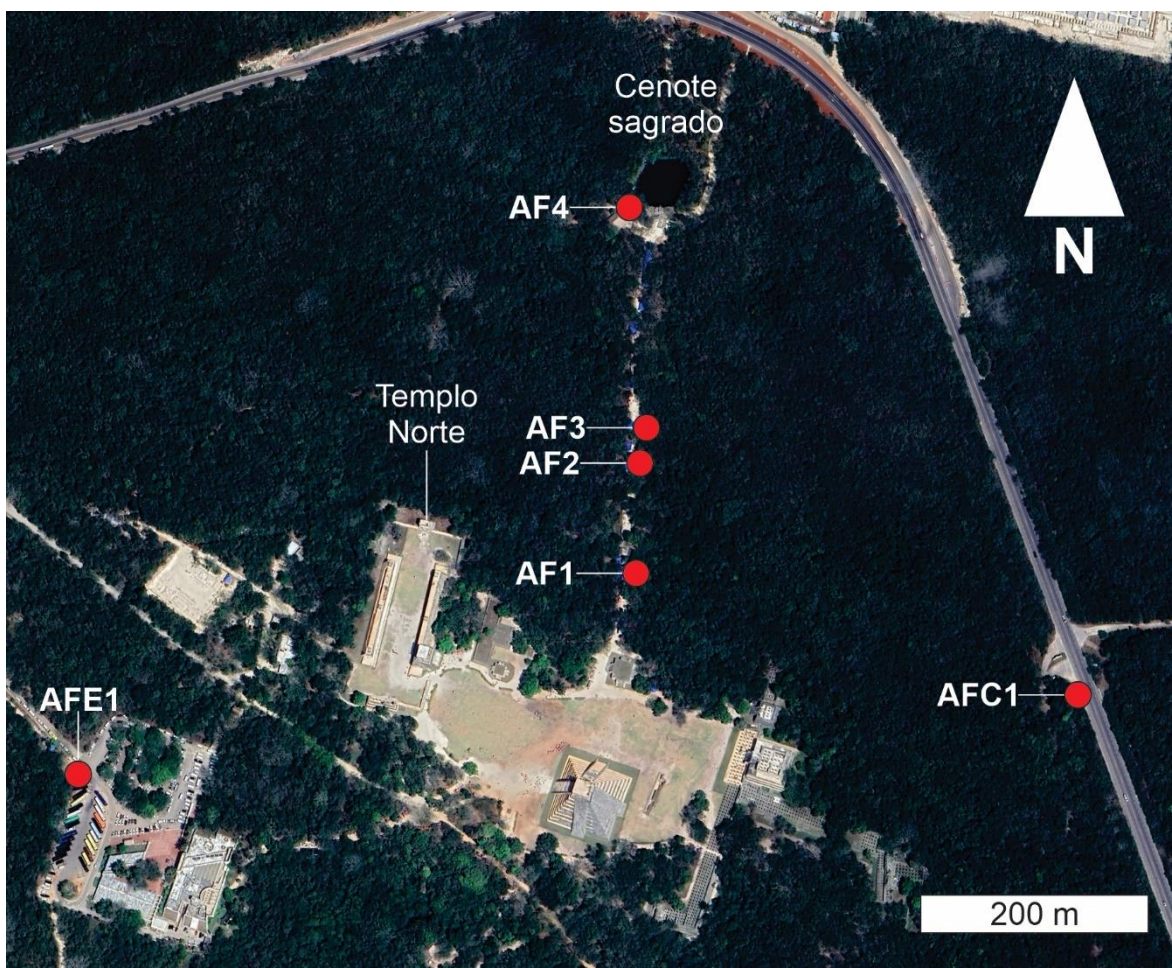 Cenote
sagrado
AF4
N
Templo
Norte
AF3
AF2
AF1
AFE1
AFC1
200 m